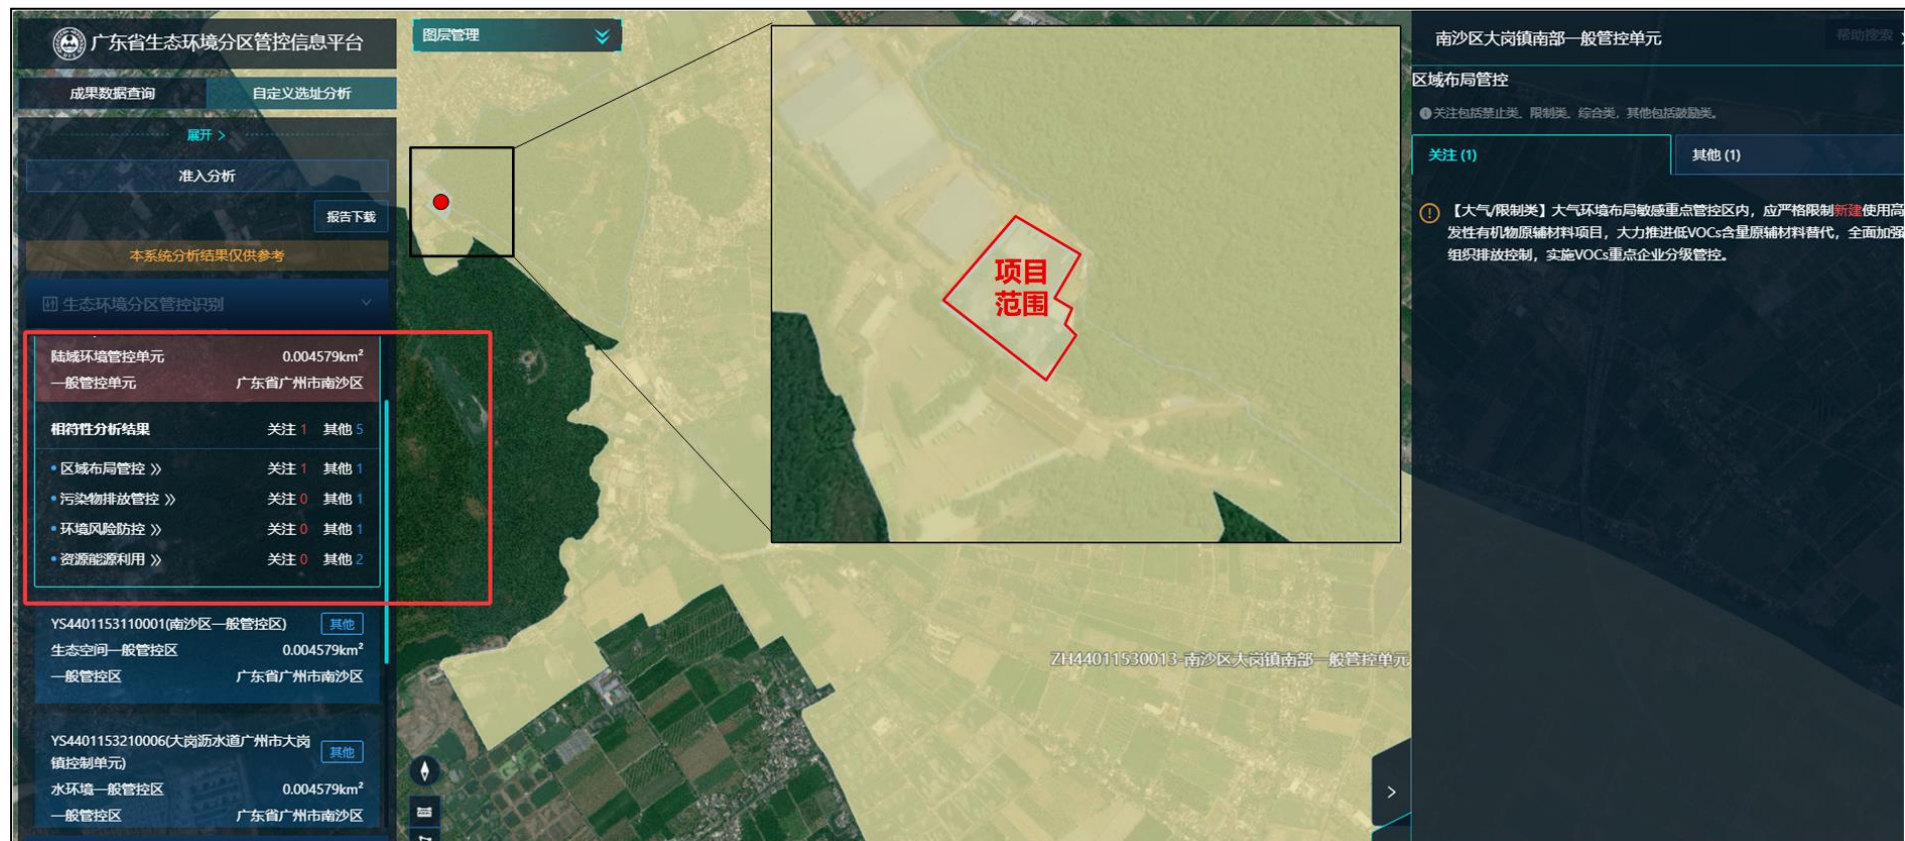 广东省生态环境分区管控信息平台
成果数据查询
自定义选址分析
展开 >
准入分析
报告下载
本系统分析结果仅供参考
生态环境分区管控识别
陆域环境管控单元 0.004579km²
一般管控单元 广东省广州市南沙区
相符性分析结果 关注 1 其他 5
• 区域布局管控 》 关注 1 其他 1
• 污染物排放管控 》 关注 0 其他 1
• 环境风险防控 》 关注 0 其他 1
• 资源能源利用 》 关注 0 其他 2
YS4401153110001(南沙区一般管控区) 其他
生态空间一般管控区 0.004579km²
一般管控区 广东省广州市南沙区
YS4401153210006(大岗沥水道广州市大岗
镇控制单元) 其他
水环境一般管控区 0.004579km²
一般管控区 广东省广州市南沙区
图层管理
项目
范围
ZH44011530013-南沙区大岗镇南部一般管控单元
南沙区大岗镇南部一般管控单元
帮助搜索
区域布局管控
关注包括禁止类、限制类、综合类，其他包括鼓励类。
关注 (1)
其他 (1)
【大气/限制类】大气环境布局敏感重点管控区内，应严格限制新建使用高
发性有机物原辅材料项目，大力推进低VOCs含量原辅材料替代，全面加强
组织排放控制，实施VOCs重点企业分级管控。